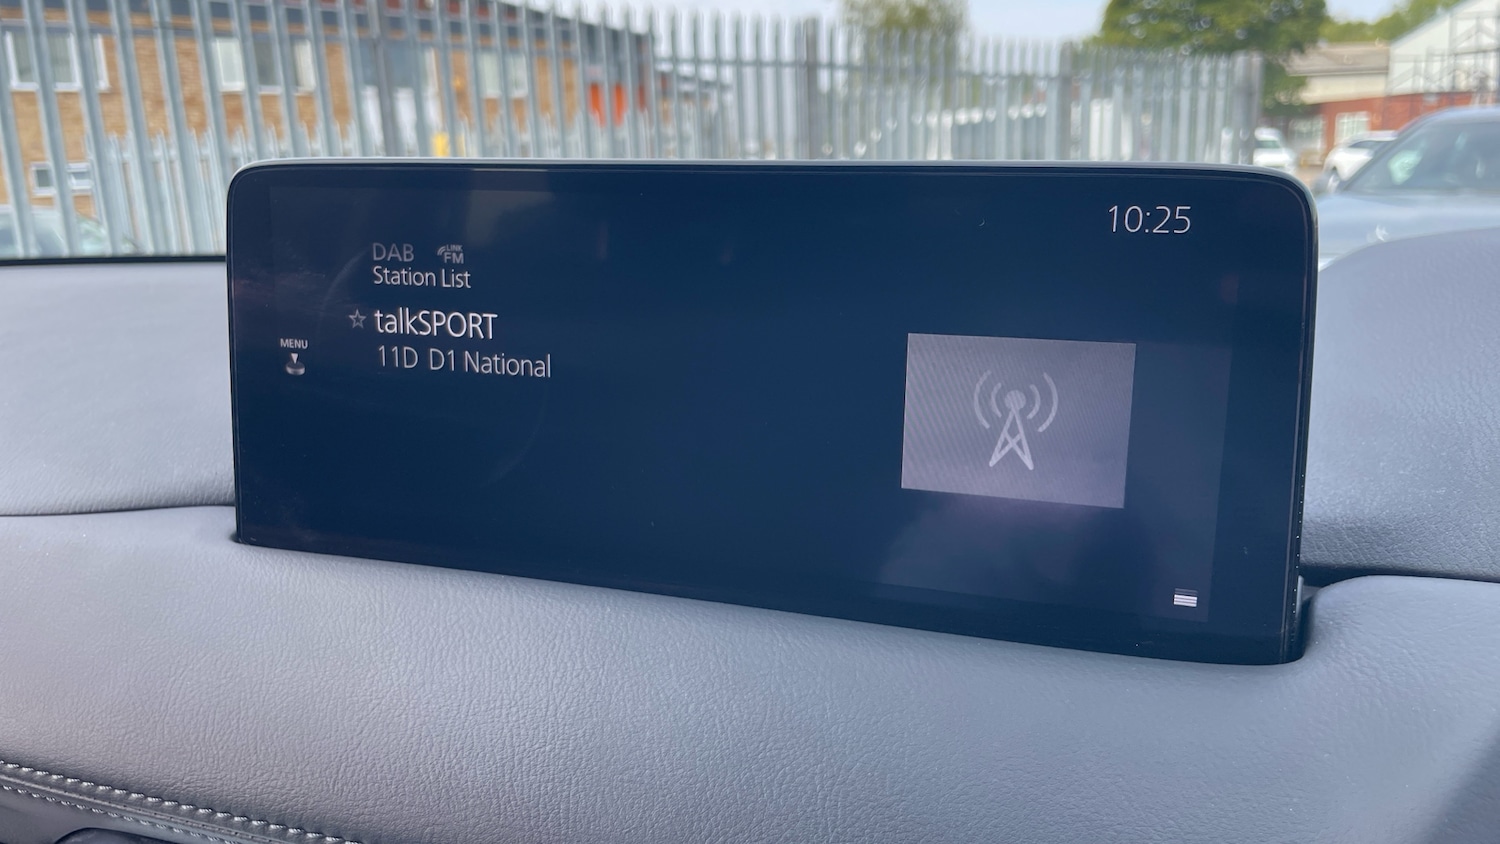 10:25
DAB LINK FM
Station List
☆ talkSPORT
11D D1 National
MENU